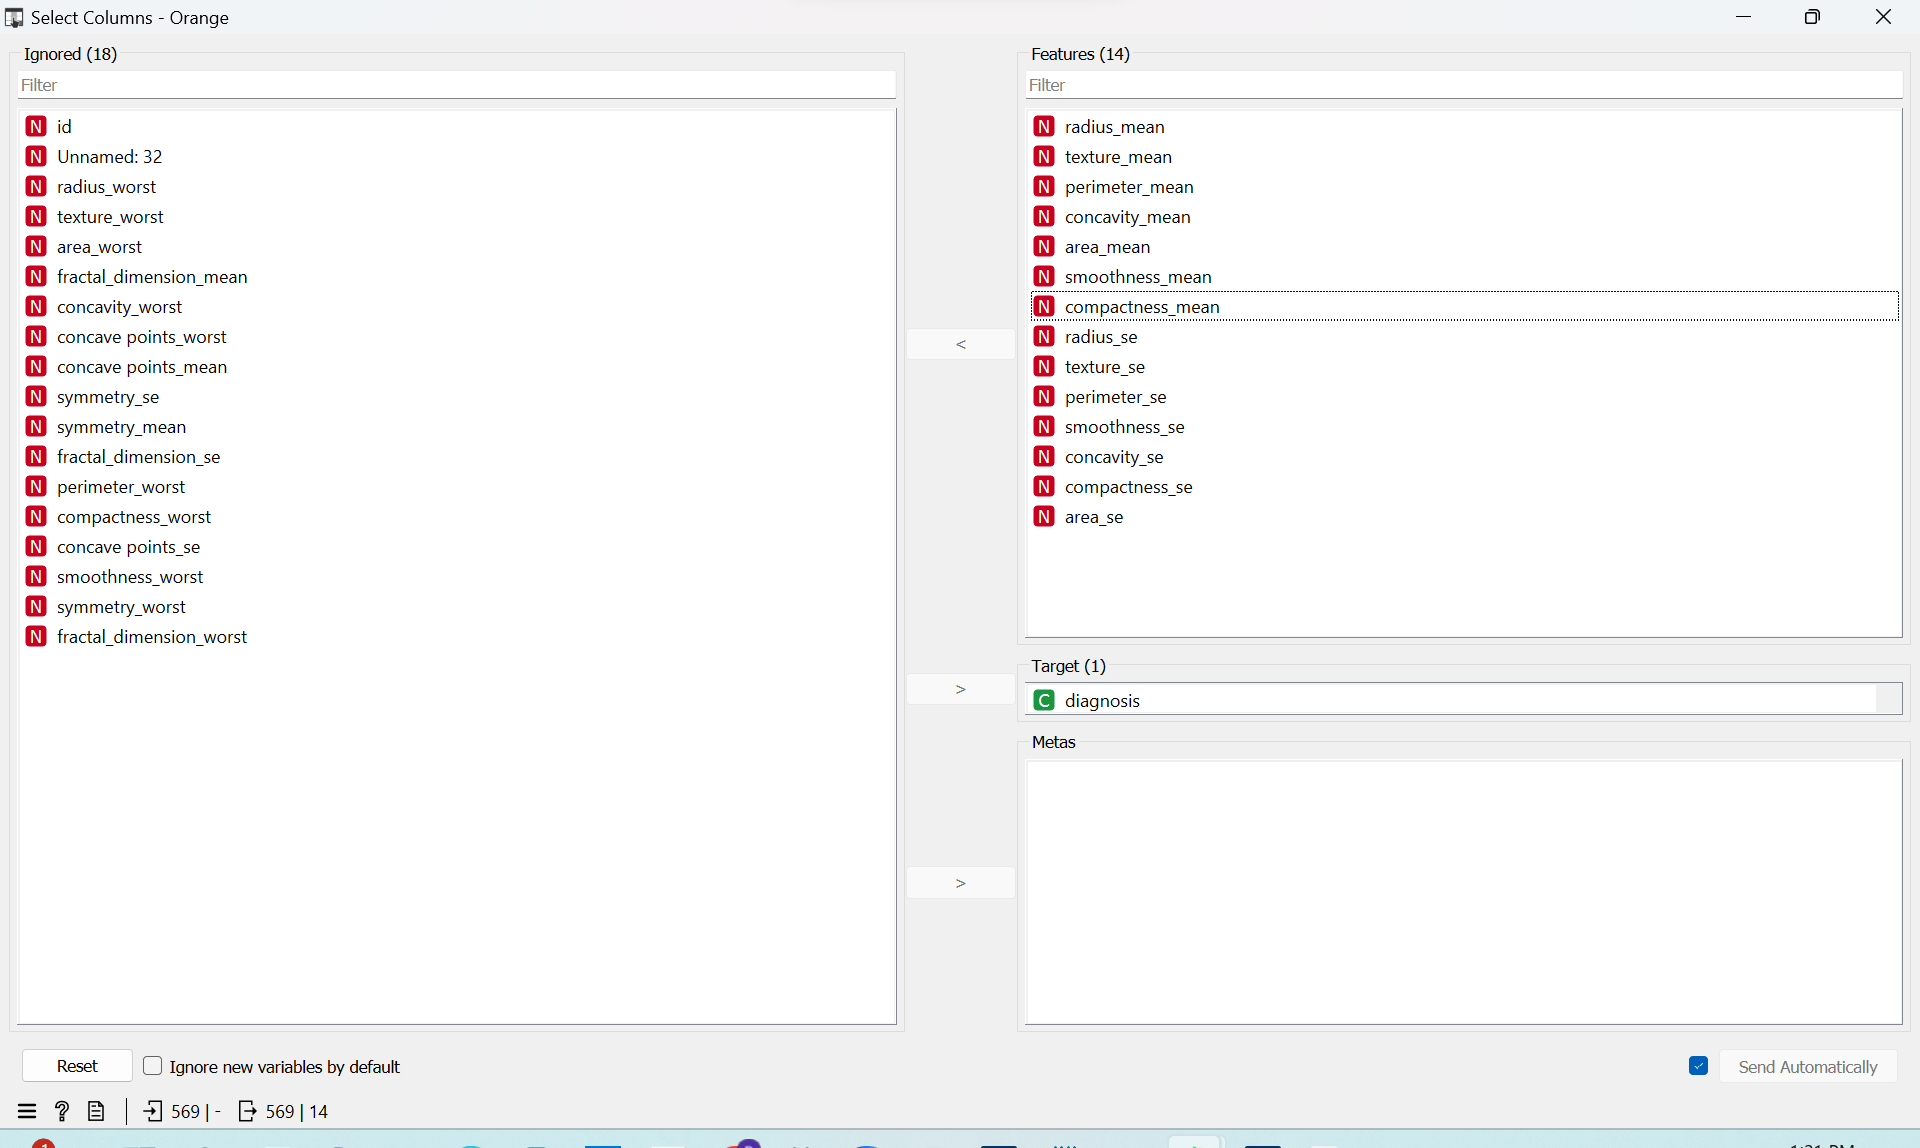 Select Columns - Orange
Ignored (18)
Filter
N id
N Unnamed: 32
N radius_worst
N texture_worst
N area_worst
N fractal_dimension_mean
N concavity_worst
N concave points_worst
N concave points_mean
N symmetry_se
N symmetry_mean
N fractal_dimension_se
N perimeter_worst
N compactness_worst
N concave points_se
N smoothness_worst
N symmetry_worst
N fractal_dimension_worst
<
>
>
Features (14)
Filter
N radius_mean
N texture_mean
N perimeter_mean
N concavity_mean
N area_mean
N smoothness_mean
N compactness_mean
N radius_se
N texture_se
N perimeter_se
N smoothness_se
N concavity_se
N compactness_se
N area_se
Target (1)
C diagnosis
Metas
Reset
Ignore new variables by default
Send Automatically
? 569 | - 569 | 14